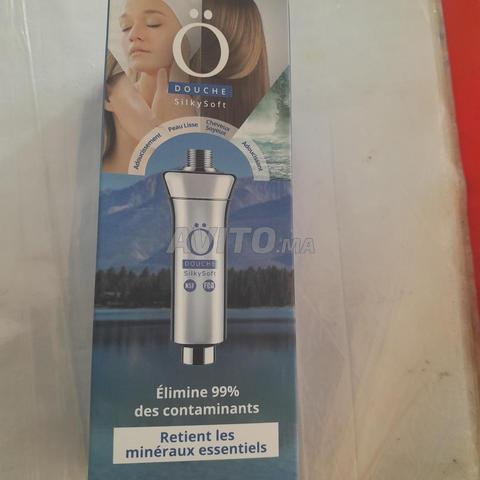 Ö
DOUCHE
SilkySoft
Adoucissement
Peau Lisse
Cheveux
Soyeux
Adoucissant
AVITO.MA
Ö
DOUCHE
SilkySoft
NSF
FDA
Élimine 99%
des contaminants
Retient les
minéraux essentiels